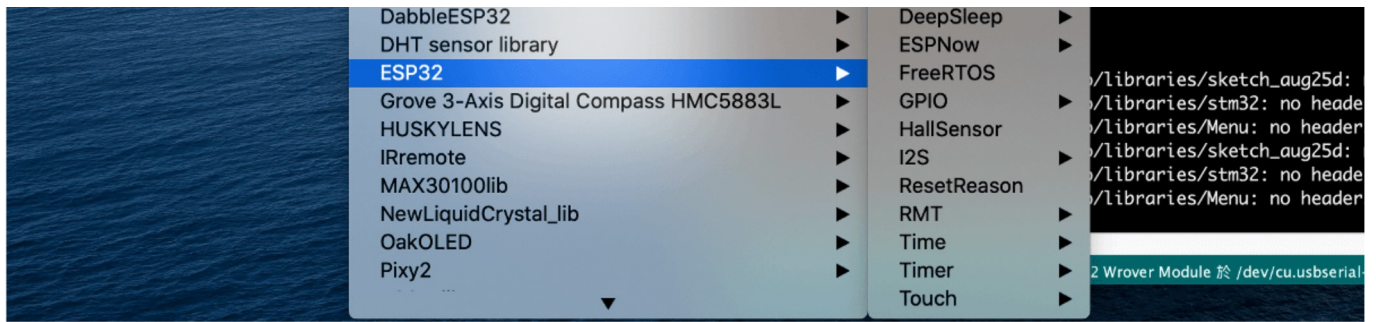 DabbleESP32
DHT sensor library
ESP32
Grove 3-Axis Digital Compass HMC5883L
HUSKYLENS
IRremote
MAX30100lib
NewLiquidCrystal_lib
OakOLED
Pixy2
DeepSleep
ESPNow
FreeRTOS
GPIO
HallSensor
I2S
ResetReason
RMT
Time
Timer
Touch
/libraries/sketch_aug25d:
/libraries/stm32: no heade
/libraries/Menu: no header
/libraries/sketch_aug25d:
/libraries/stm32: no heade
/libraries/Menu: no header
2 Wrover Module 於 /dev/cu.usbserial-